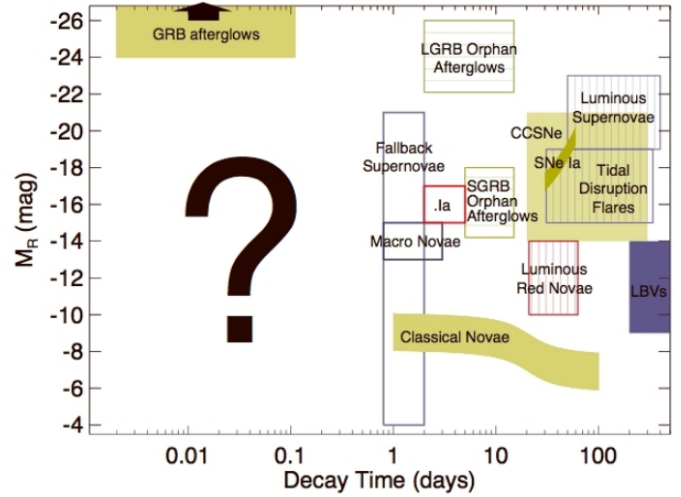 -26
-24
-22
-20
-18
-16
-14
-12
-10
-8
-6
-4
M_R (mag)
GRB afterglows
LGRB Orphan
Afterglows
Luminous
Supernovae
CCSNe
SNe Ia
Fallback
Supernovae
Tidal
Disruption
Flares
.Ia
SGRB
Orphan
Afterglows
Macro Novae
Luminous
Red Novae
LBVs
Classical Novae
?
0.01
0.1
1
10
100
Decay Time (days)